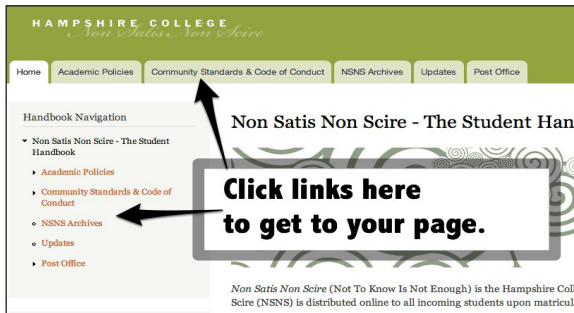 HAMPSHIRE COLLEGE
Non Satis Non Scire
Home Academic Policies Community Standards & Code of Conduct NSNS Archives Updates Post Office
Handbook Navigation
Non Satis Non Scire - The Student
Handbook
Academic Policies
Community Standards & Code of
Conduct
NSNS Archives
Updates
Post Office
Non Satis Non Scire - The Student Han
Click links here
to get to your page.
Non Satis Non Scire (Not To Know Is Not Enough) is the Hampshire Coll
Scire (NSNS) is distributed online to all incoming students upon matricul